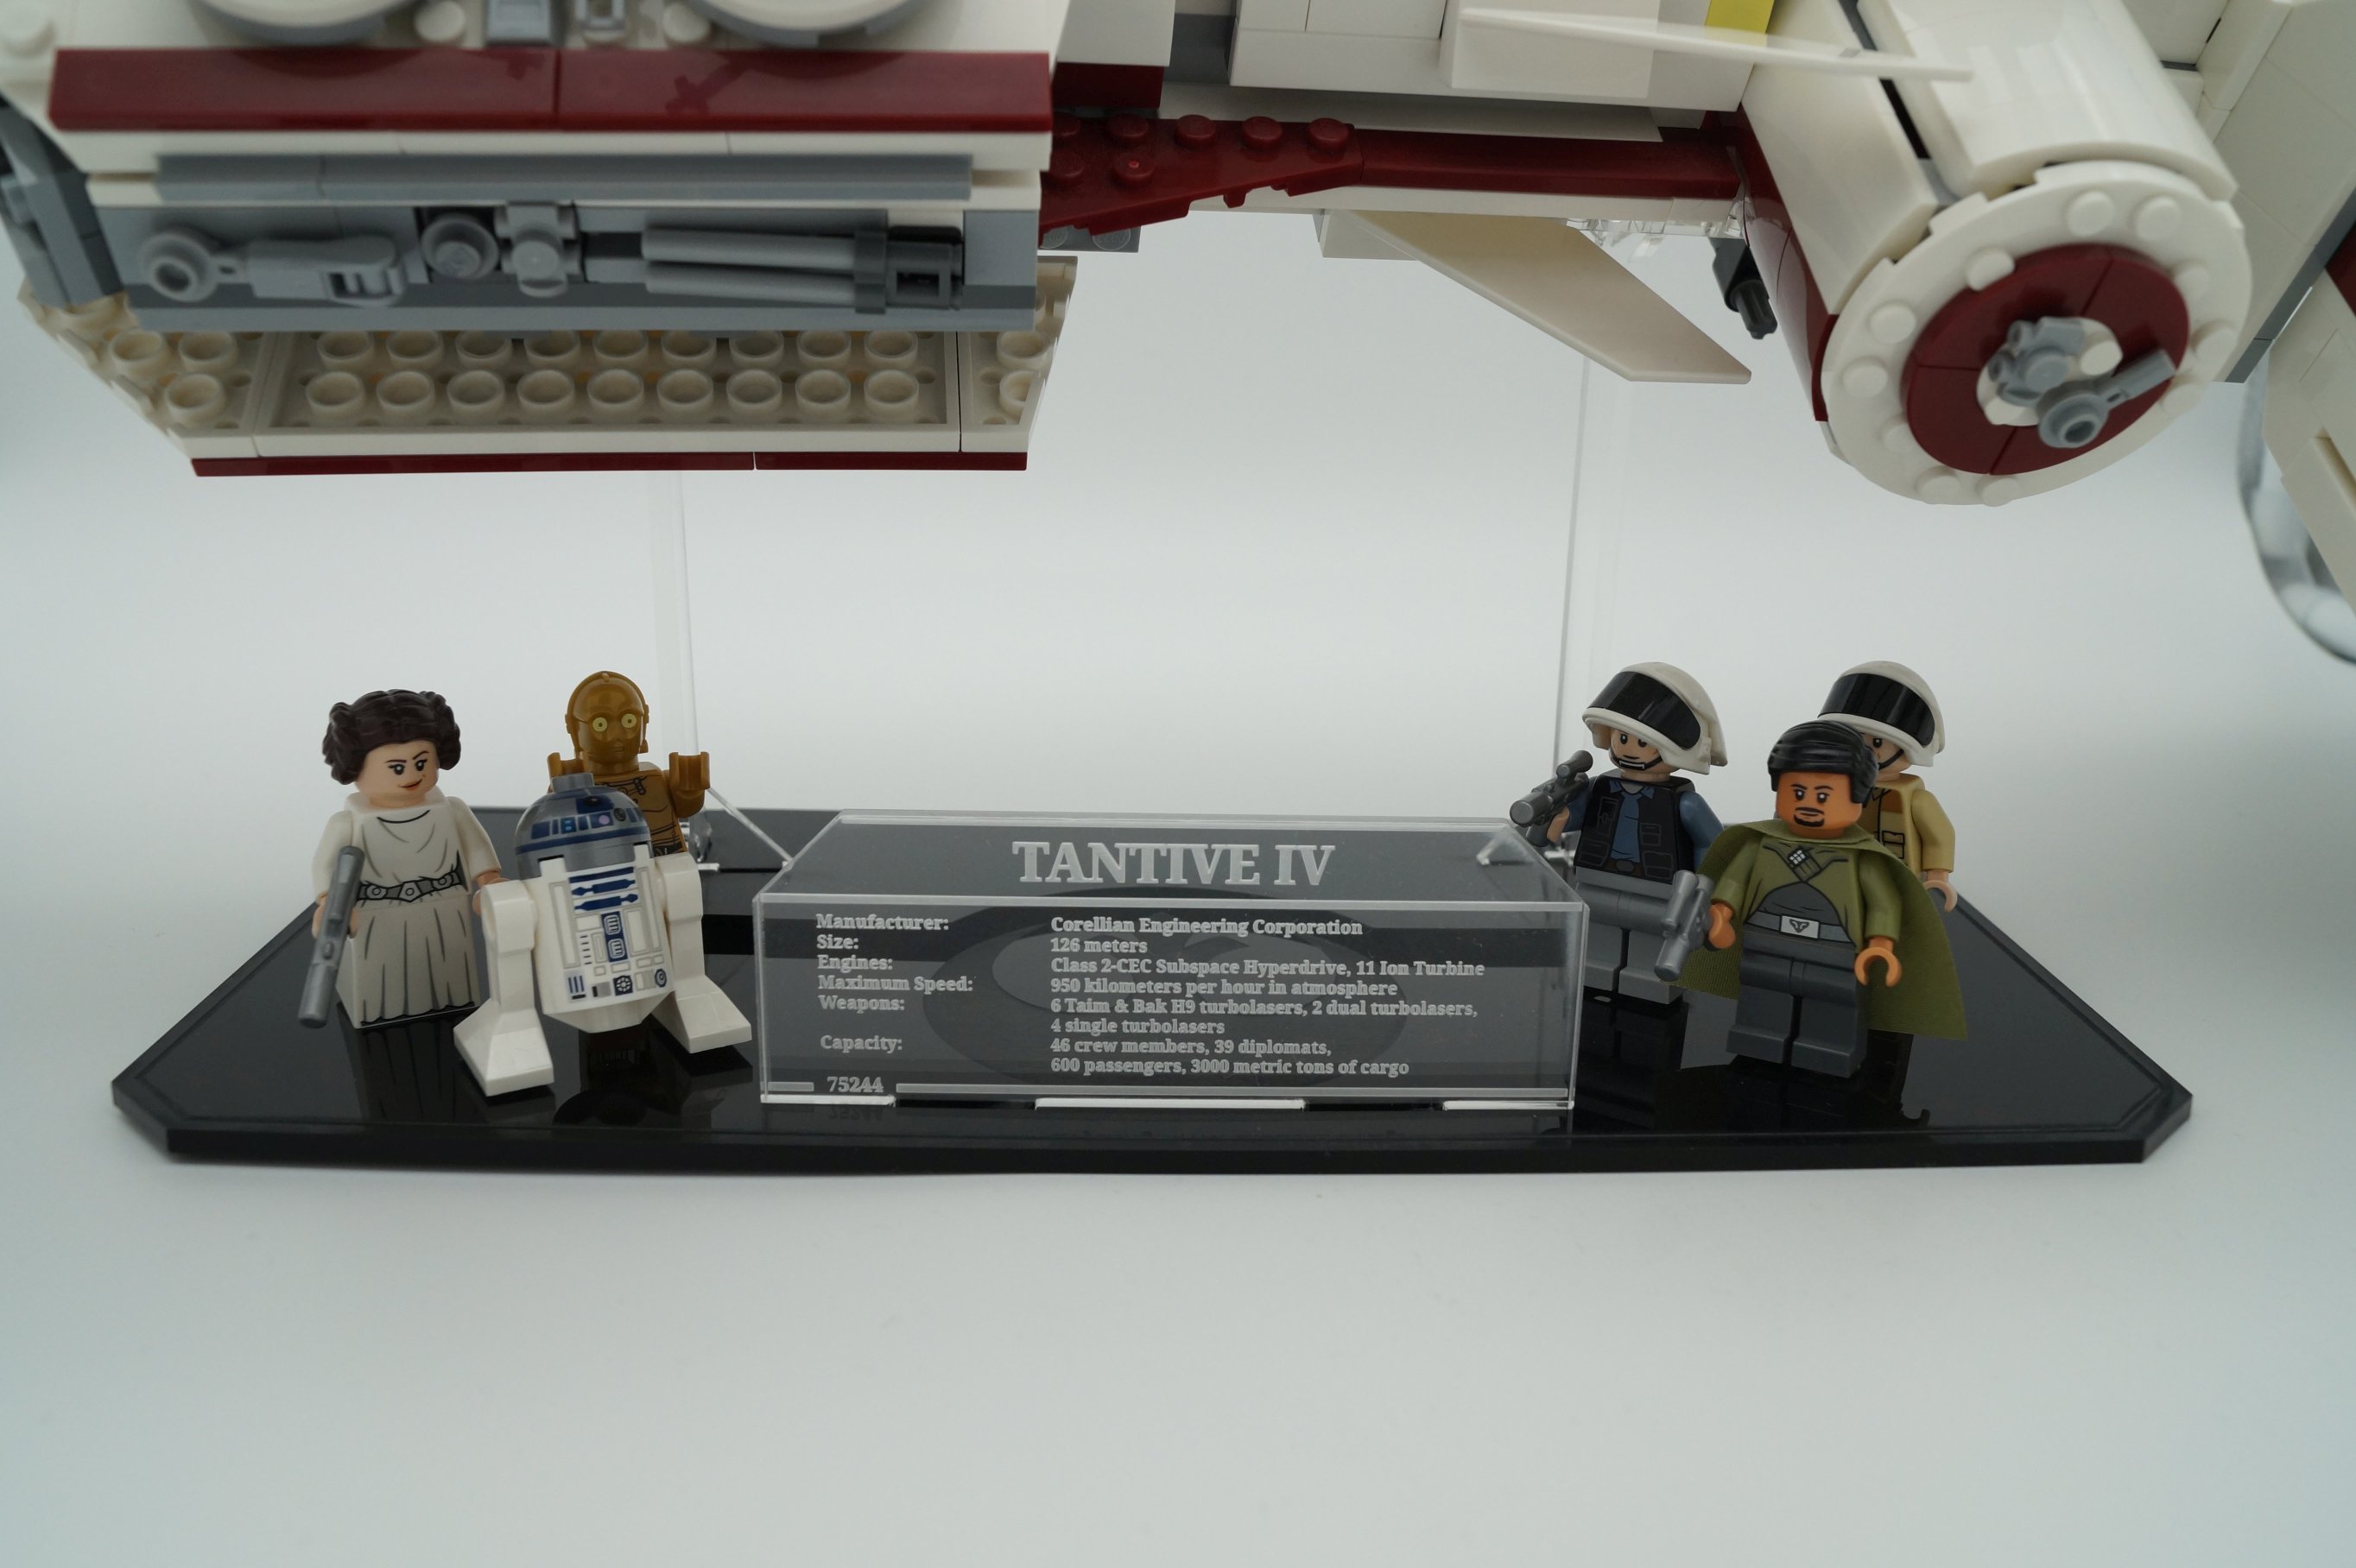 TANTIVE IV
Manufacturer: Corellian Engineering Corporation
Size: 126 meters
Engines: Class 2-CEC Subspace Hyperdrive, 11 Ion Turbine
Maximum Speed: 950 kilometers per hour in atmosphere
Weapons: 6 Taim & Bak H9 turbolasers, 2 dual turbolasers,
4 single turbolasers
Capacity: 46 crew members, 39 diplomats,
600 passengers, 3000 metric tons of cargo
75244